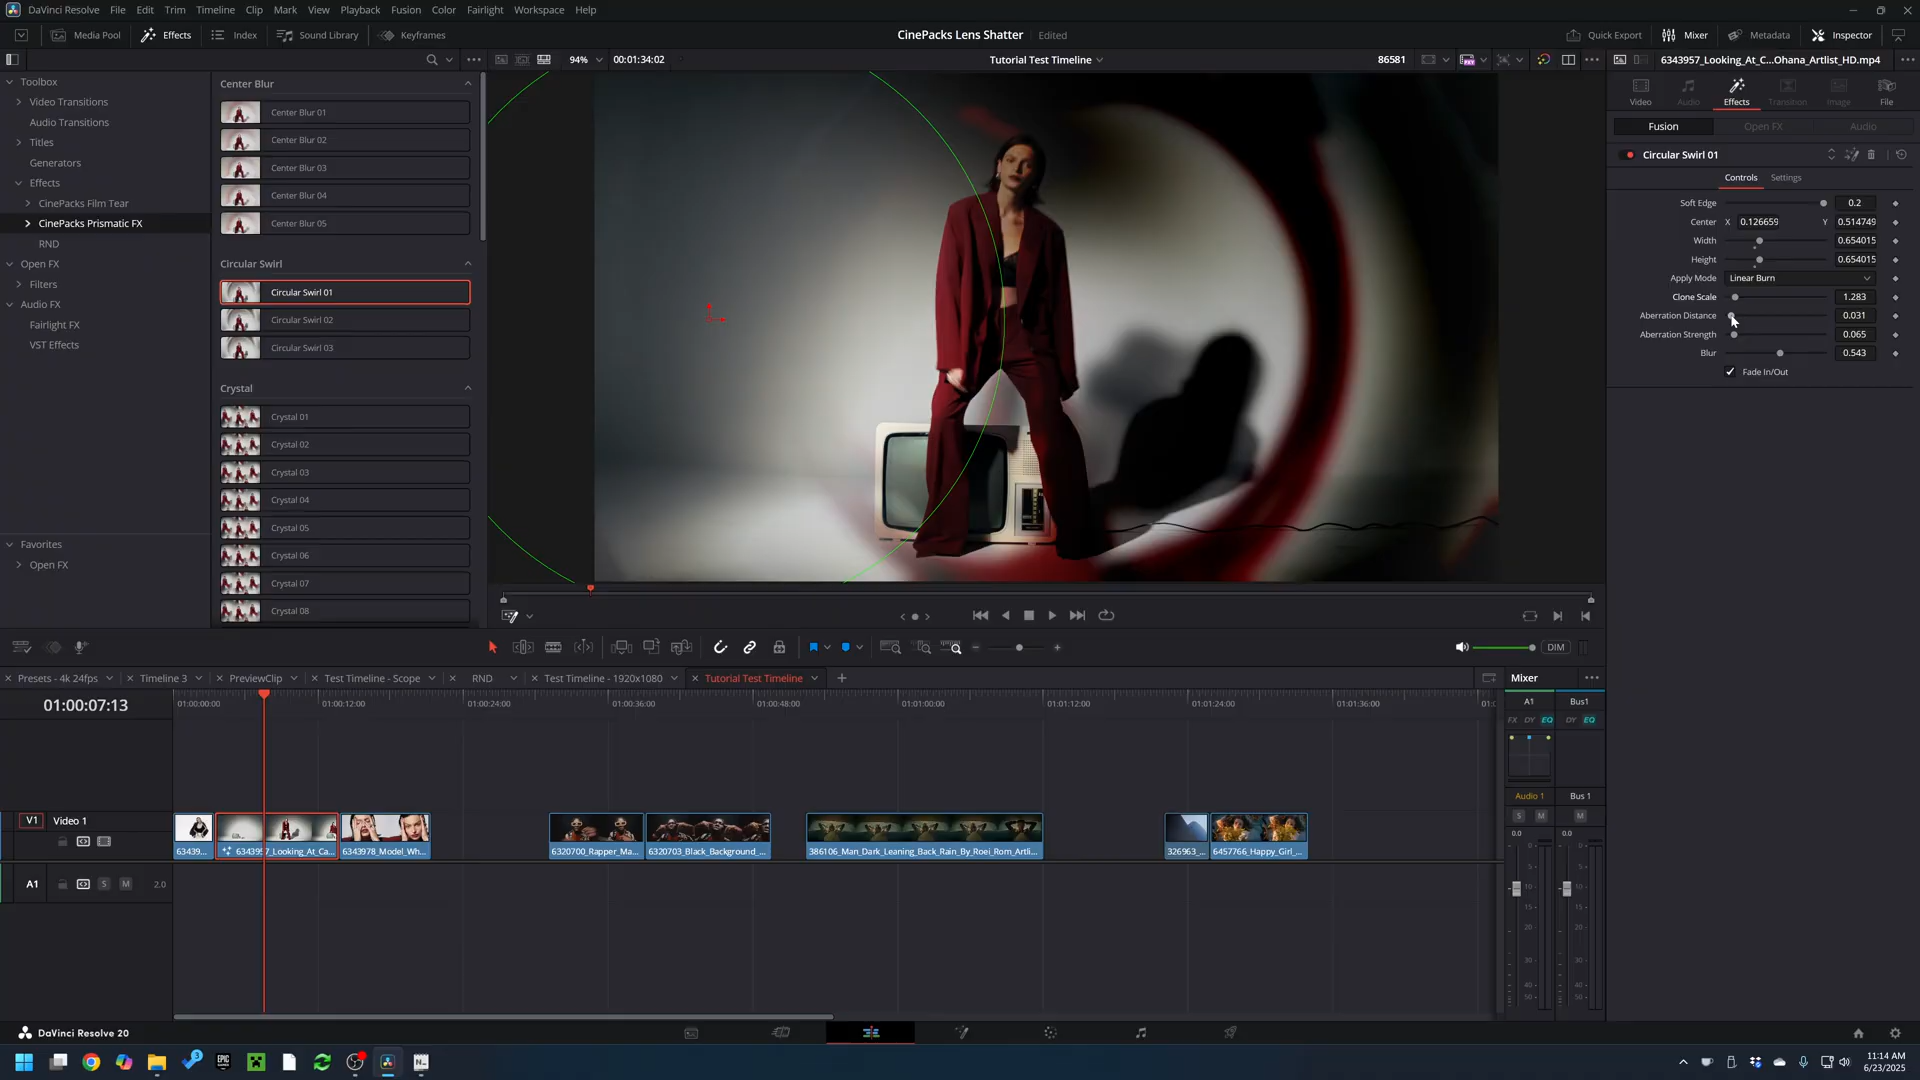 DaVinci Resolve File Edit Trim Timeline Clip Mark View Playback Fusion Color Fairlight Workspace Help
Media Pool Effects Index Sound Library Keyframes CinePacks Lens Shatter Edited Quick Export Mixer Metadata Inspector
94% 00:01:34:02 Tutorial Test Timeline 86581 6343957_Looking_At_C...Ohana_Artlist_HD.mp4
Toolbox
Video Transitions
Audio Transitions
Titles
Generators
Effects
CinePacks Film Tear
CinePacks Prismatic FX
RND
Open FX
Filters
Audio FX
Fairlight FX
VST Effects
Favorites
Open FX
Center Blur
Center Blur 01
Center Blur 02
Center Blur 03
Center Blur 04
Center Blur 05
Circular Swirl
Circular Swirl 01
Circular Swirl 02
Circular Swirl 03
Crystal
Crystal 01
Crystal 02
Crystal 03
Crystal 04
Crystal 05
Crystal 06
Crystal 07
Crystal 08
Video Audio Effects Transition Image File
Fusion Open FX Audio
Circular Swirl 01
Controls Settings
Soft Edge 0.2
Center X 0.126659 Y 0.514749
Width 0.654015
Height 0.654015
Apply Mode Linear Burn
Clone Scale 1.283
Aberration Distance 0.031
Aberration Strength 0.065
Blur 0.543
Fade In/Out
DIM
Presets - 4k 24fps Timeline 3 PreviewClip Test Timeline - Scope RND Test Timeline - 1920x1080 Tutorial Test Timeline
01:00:07:13
01:00:00:00 01:00:12:00 01:00:24:00 01:00:36:00 01:00:48:00 01:01:00:00 01:01:12:00 01:01:24:00 01:01:36:00
V1 Video 1
63439... 6343957_Looking_At_Ca... 6343978_Model_Wh... 6320700_Rapper_Ma... 6320703_Black_Background_... 386106_Man_Dark_Leaning_Back_Rain_By_Roei_Rom_Artli... 326963_... 6457766_Happy_Girl_...
A1 S M 2.0
Mixer
A1 Bus1
FX DY EQ DY EQ
Audio 1 Bus 1
S M M
0.0 0.0
DaVinci Resolve 20
11:14 AM
6/23/2025